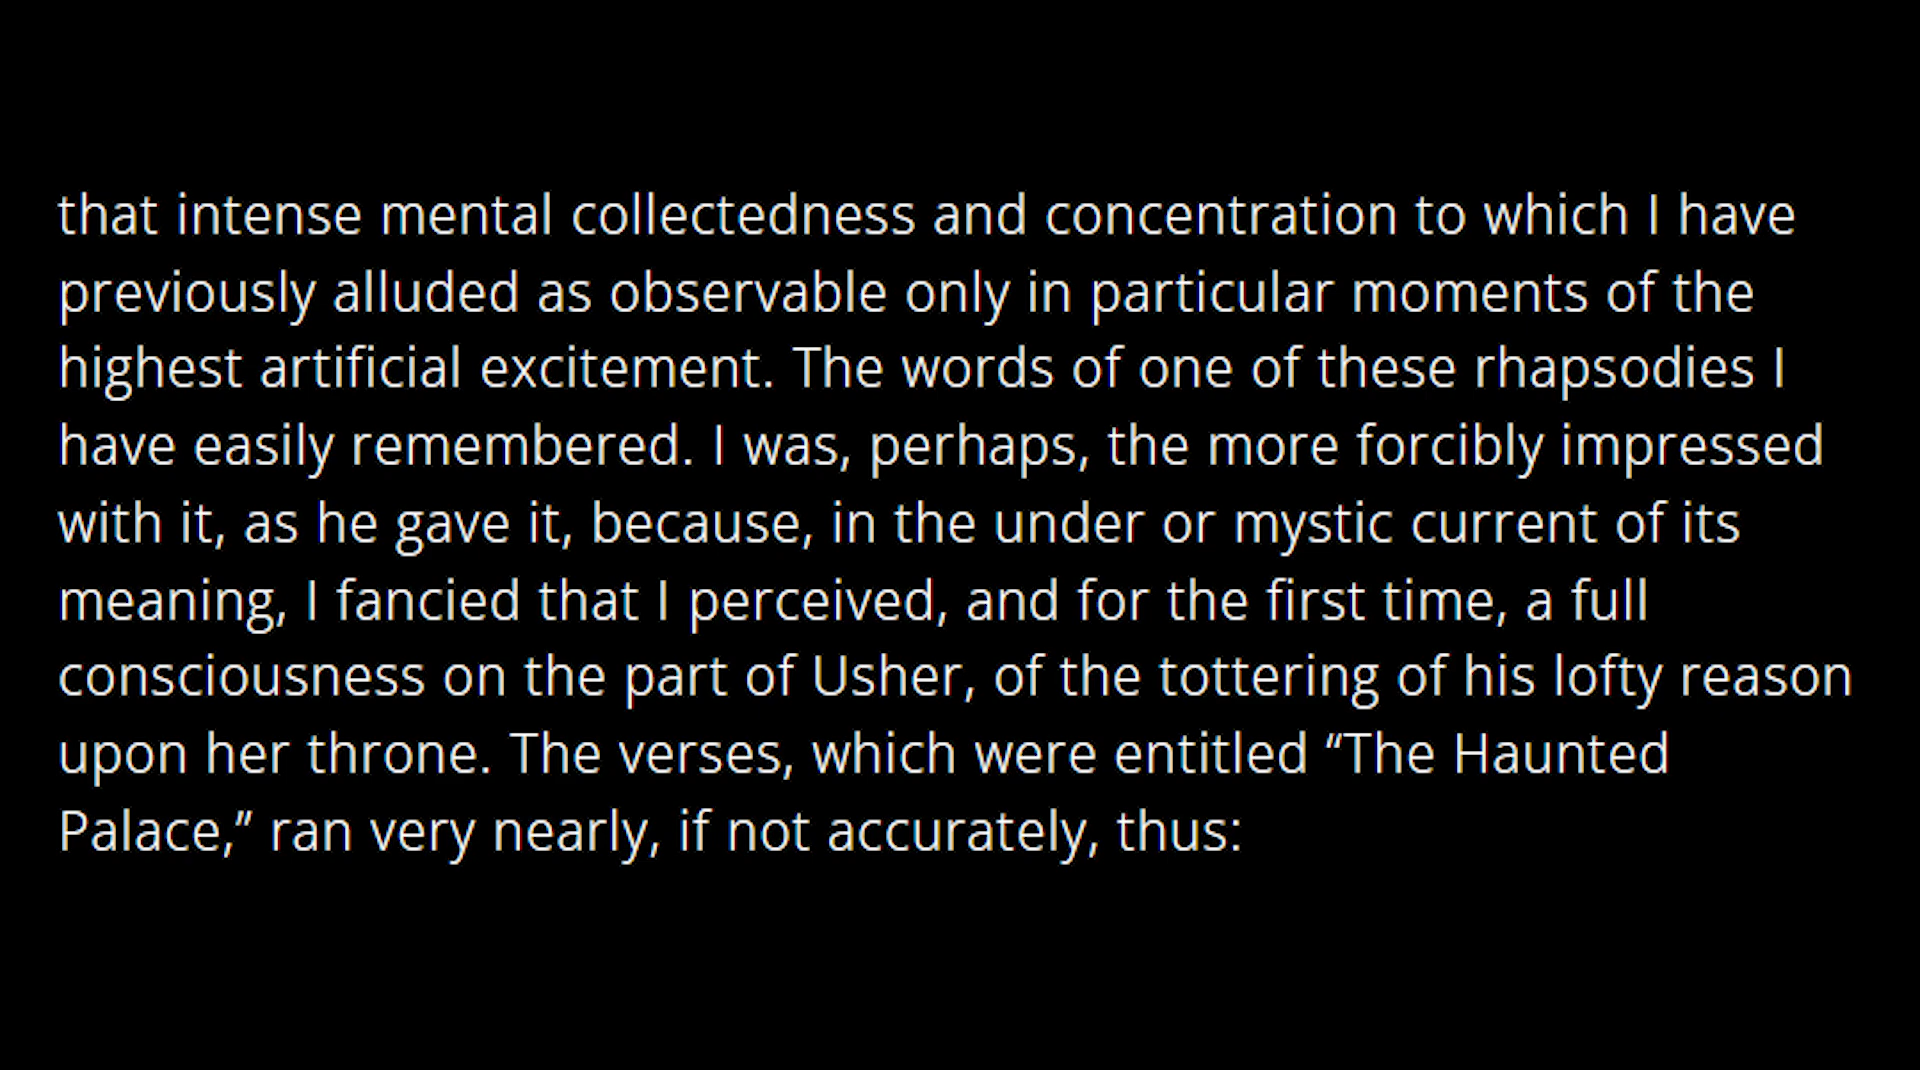 that intense mental collectedness and concentration to which I have
previously alluded as observable only in particular moments of the
highest artificial excitement. The words of one of these rhapsodies I
have easily remembered. I was, perhaps, the more forcibly impressed
with it, as he gave it, because, in the under or mystic current of its
meaning, I fancied that I perceived, and for the first time, a full
consciousness on the part of Usher, of the tottering of his lofty reason
upon her throne. The verses, which were entitled “The Haunted
Palace,” ran very nearly, if not accurately, thus: